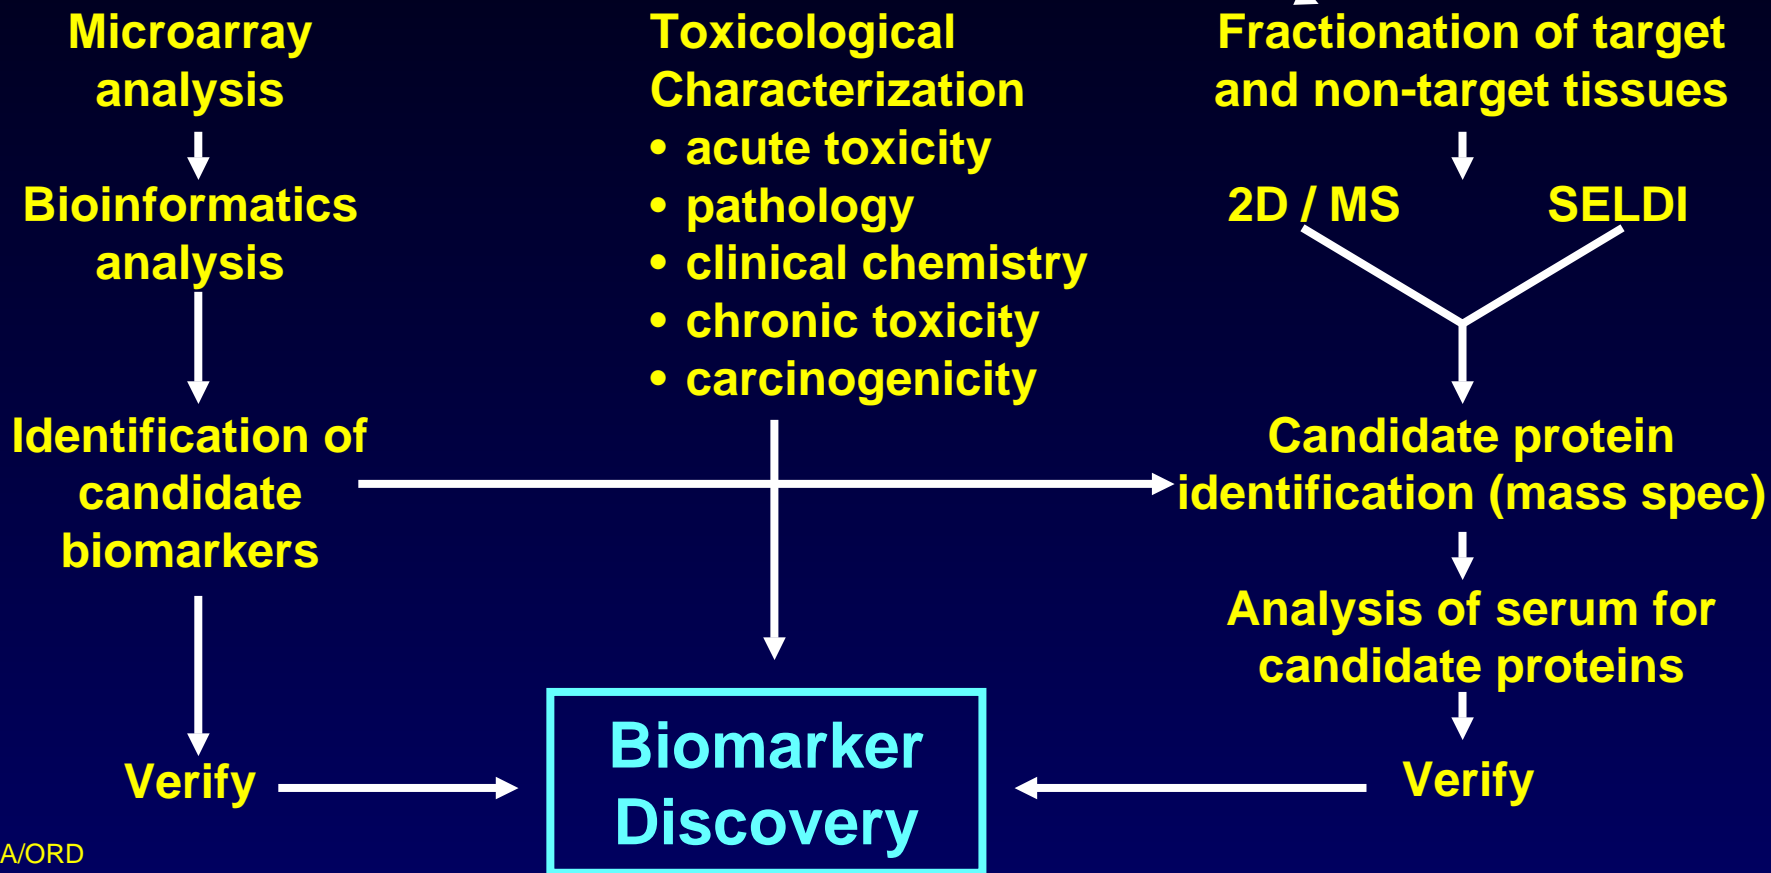 Microarray
analysis
Bioinformatics
analysis
Identification of
candidate
biomarkers
Verify
Toxicological
Characterization
• acute toxicity
• pathology
• clinical chemistry
• chronic toxicity
• carcinogenicity
Biomarker
Discovery
Fractionation of target
and non-target tissues
2D / MS SELDI
Candidate protein
identification (mass spec)
Analysis of serum for
candidate proteins
Verify
A/ORD